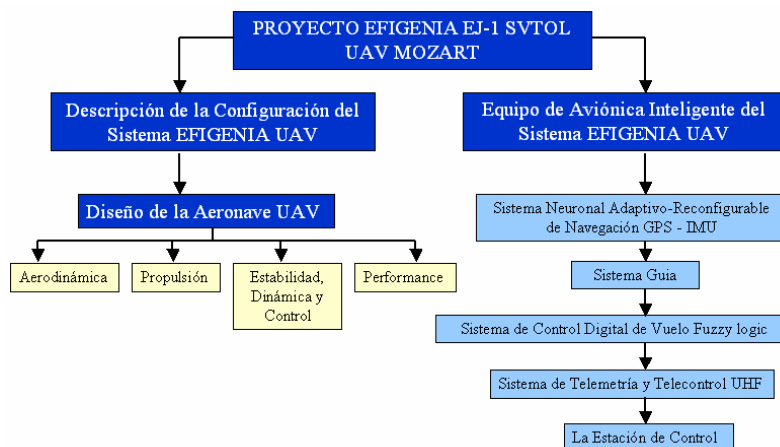 PROYECTO EFIGENIA EJ-1 SVTOL
UAV MOZART
Descripción de la Configuración del
Sistema EFIGENIA UAV
Equipo de Aviónica Inteligente del
Sistema EFIGENIA UAV
Diseño de la Aeronave UAV
Aerodinámica
Propulsión
Estabilidad,
Dinámica y
Control
Performance
Sistema Neuronal Adaptivo-Reconfigurable
de Navegación GPS - IMU
Sistema Guia
Sistema de Control Digital de Vuelo Fuzzy logic
Sistema de Telemetría y Telecontrol UHF
La Estación de Control